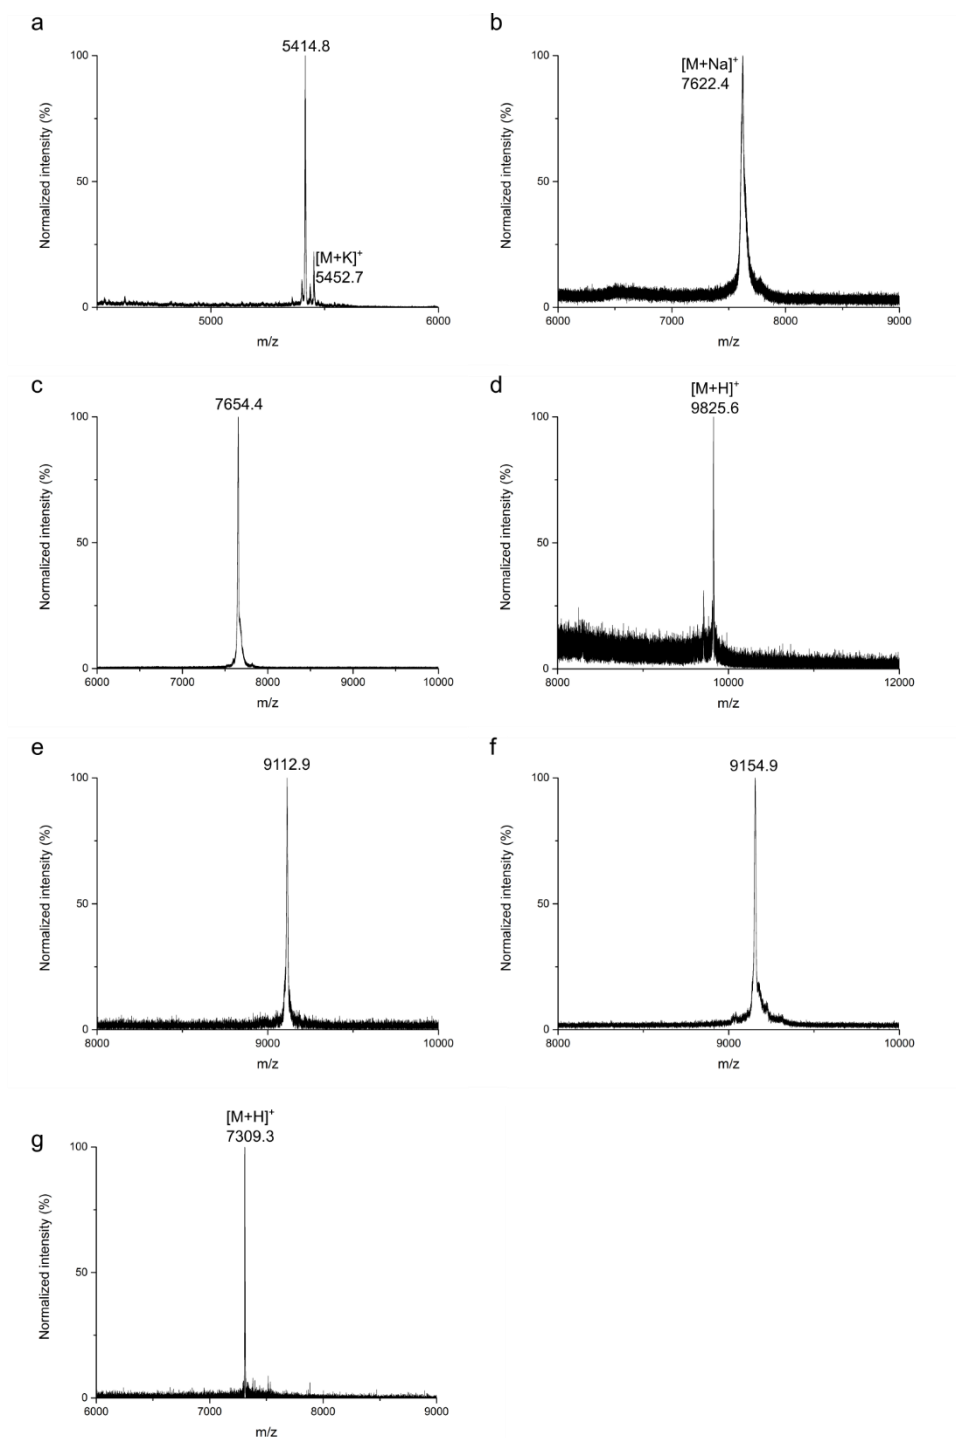 a
5414.8
100
50
0
Normalized intensity (%)
[M+K]⁺
5452.7
5000
6000
m/z
b
[M+Na]⁺
7622.4
100
50
0
Normalized intensity (%)
6000
7000
8000
9000
m/z
c
7654.4
100
50
0
Normalized intensity (%)
6000
7000
8000
9000
10000
m/z
d
[M+H]⁺
9825.6
100
50
0
Normalized intensity (%)
8000
10000
12000
m/z
e
9112.9
100
50
0
Normalized intensity (%)
8000
9000
10000
m/z
f
9154.9
100
50
0
Normalized intensity (%)
8000
9000
10000
m/z
g
[M+H]⁺
7309.3
100
50
0
Normalized intensity (%)
6000
7000
8000
9000
m/z